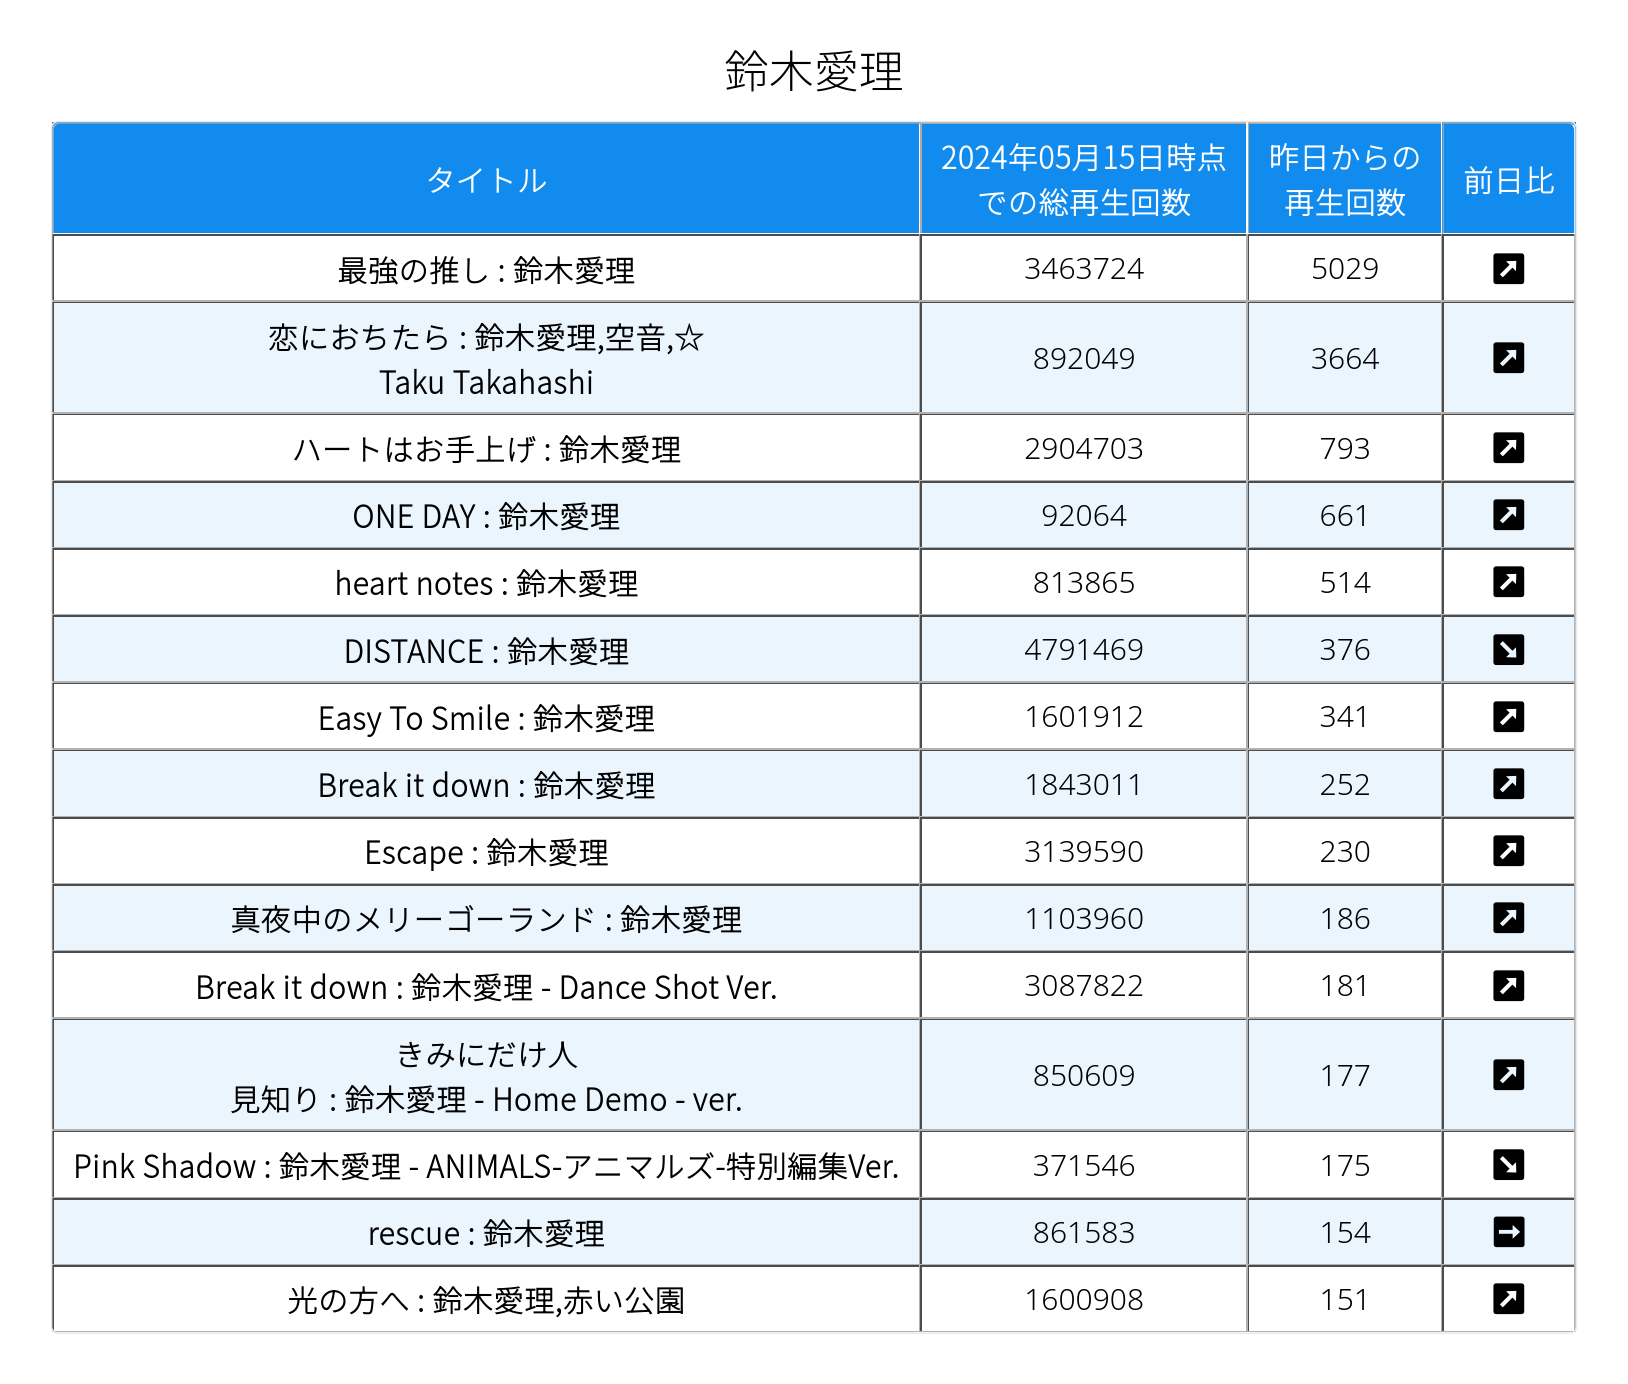 鈴木愛理
タイトル
2024年05月15日時点
での総再生回数
昨日からの
再生回数
前日比
最強の推し : 鈴木愛理 3463724 5029
恋におちたら : 鈴木愛理,空音,☆
Taku Takahashi
892049 3664
ハートはお手上げ : 鈴木愛理 2904703 793
ONE DAY : 鈴木愛理 92064 661
heart notes : 鈴木愛理 813865 514
DISTANCE : 鈴木愛理 4791469 376
Easy To Smile : 鈴木愛理 1601912 341
Break it down : 鈴木愛理 1843011 252
Escape : 鈴木愛理 3139590 230
真夜中のメリーゴーランド : 鈴木愛理 1103960 186
Break it down : 鈴木愛理 - Dance Shot Ver. 3087822 181
きみにだけ人
見知り : 鈴木愛理 - Home Demo - ver.
850609 177
Pink Shadow : 鈴木愛理 - ANIMALS-アニマルズ-特別編集Ver. 371546 175
rescue : 鈴木愛理 861583 154
光の方へ : 鈴木愛理,赤い公園 1600908 151